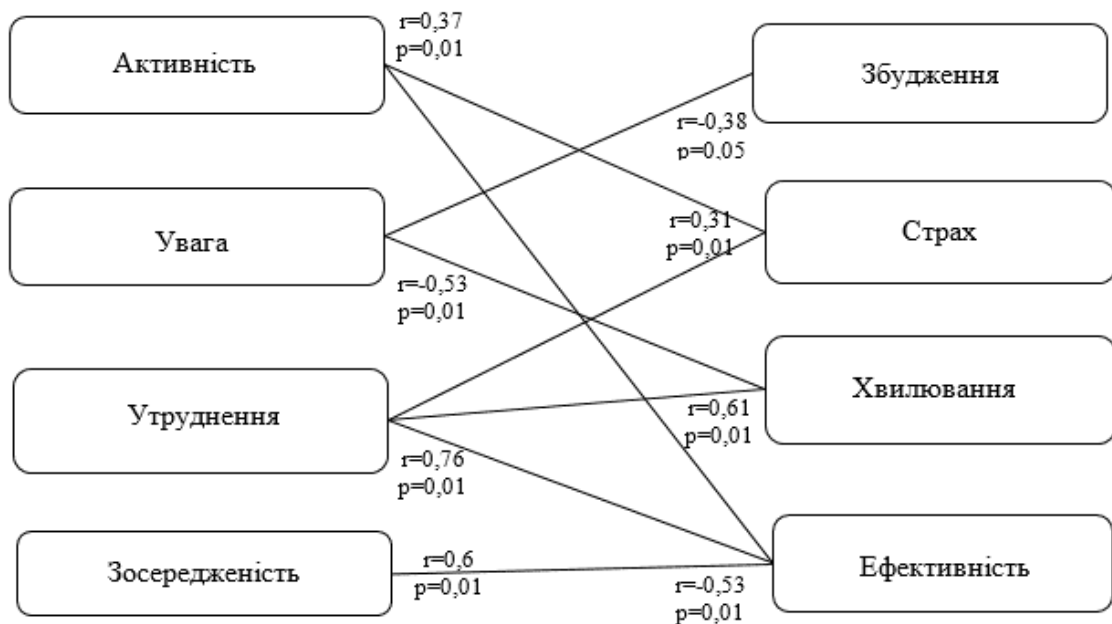 Активність
r=0,37
p=0,01
Збудження
r=-0,38
p=0,05
Увага
r=-0,53
p=0,01
r=0,31
p=0,01
Страх
Утруднення
r=0,76
p=0,01
Хвилювання
r=0,61
p=0,01
Зосередженість
r=0,6
p=0,01
r=-0,53
p=0,01
Ефективність